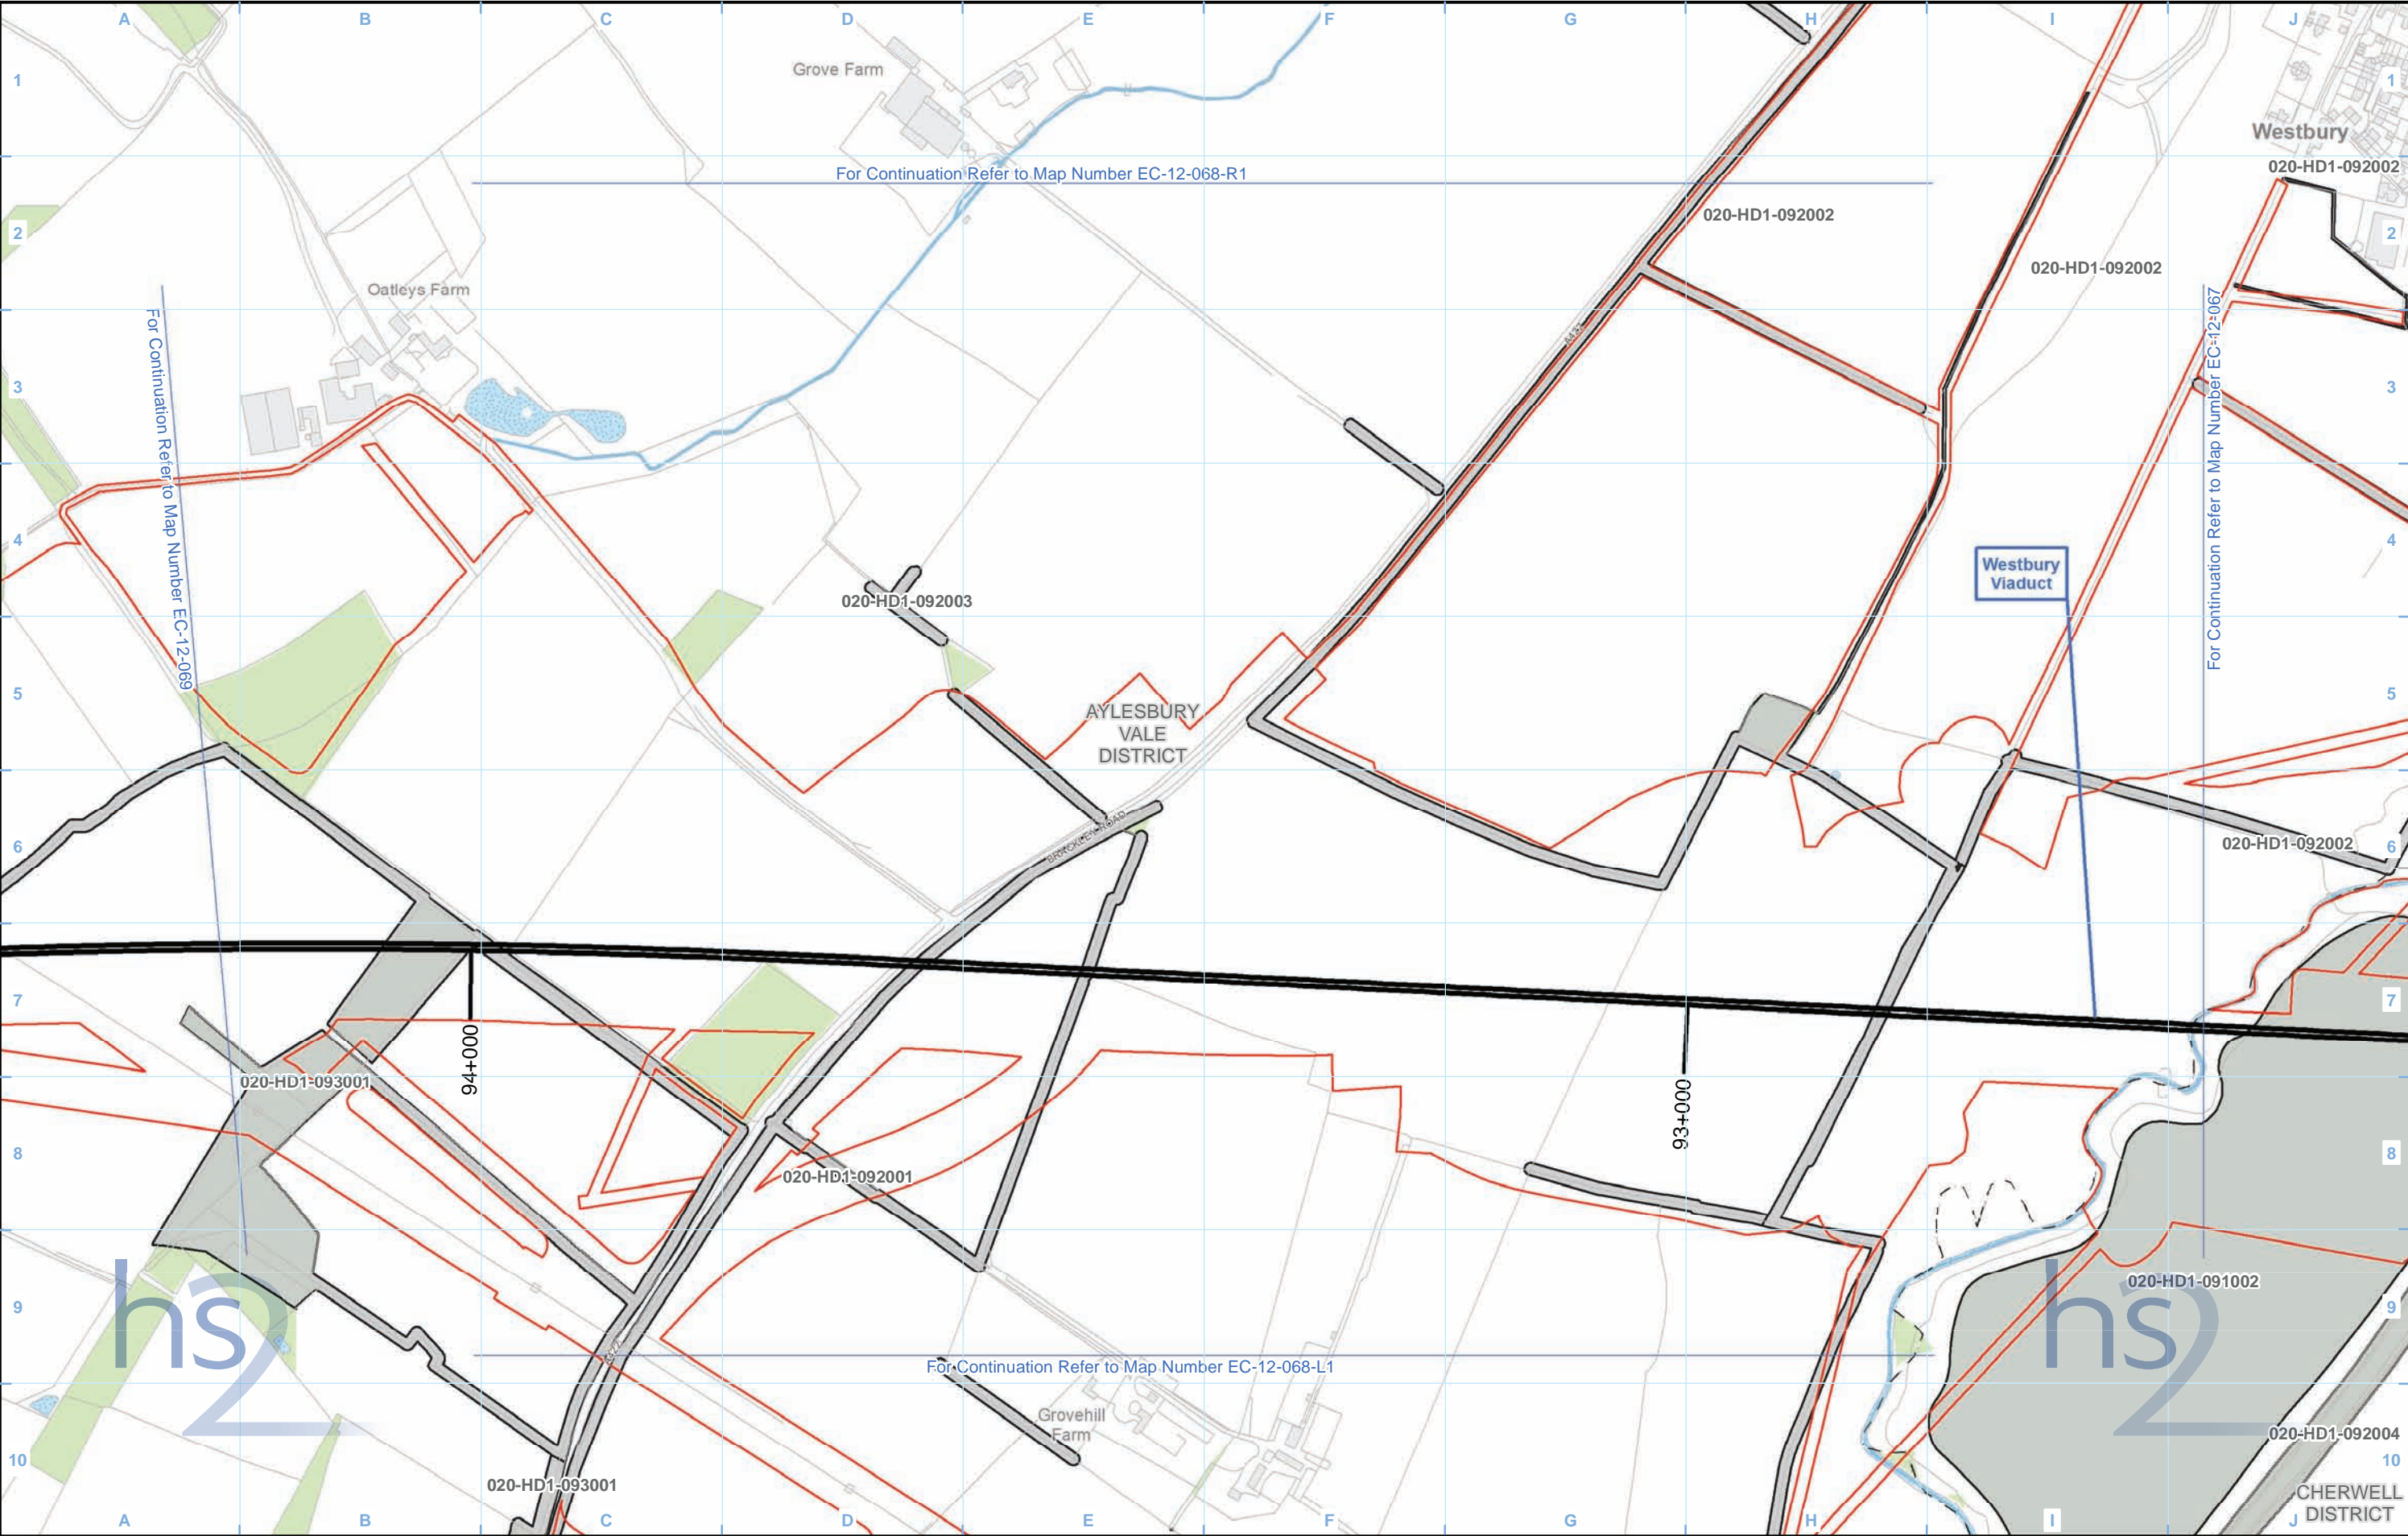 A B C D E F G H I J
1 1
Grove Farm
Westbury
020-HD1-092002
For Continuation Refer to Map Number EC-12-068-R1
020-HD1-092002
2 2
020-HD1-092002
Oatleys Farm
For Continuation Refer to Map Number EC-12-069
For Continuation Refer to Map Number EC-12-067
3 3
4 4
Westbury
Viaduct
020-HD1-092003
5 5
AYLESBURY
VALE
DISTRICT
BRACKLEY ROAD
6 6
020-HD1-092002
7 7
94+000
93+000
020-HD1-093001
8 8
020-HD1-092001
020-HD1-091002
hs2
hs2
9 9
For Continuation Refer to Map Number EC-12-068-L1
Grovehill
Farm
020-HD1-092004
10 10
020-HD1-093001
CHERWELL
DISTRICT
A B C D E F G H I J